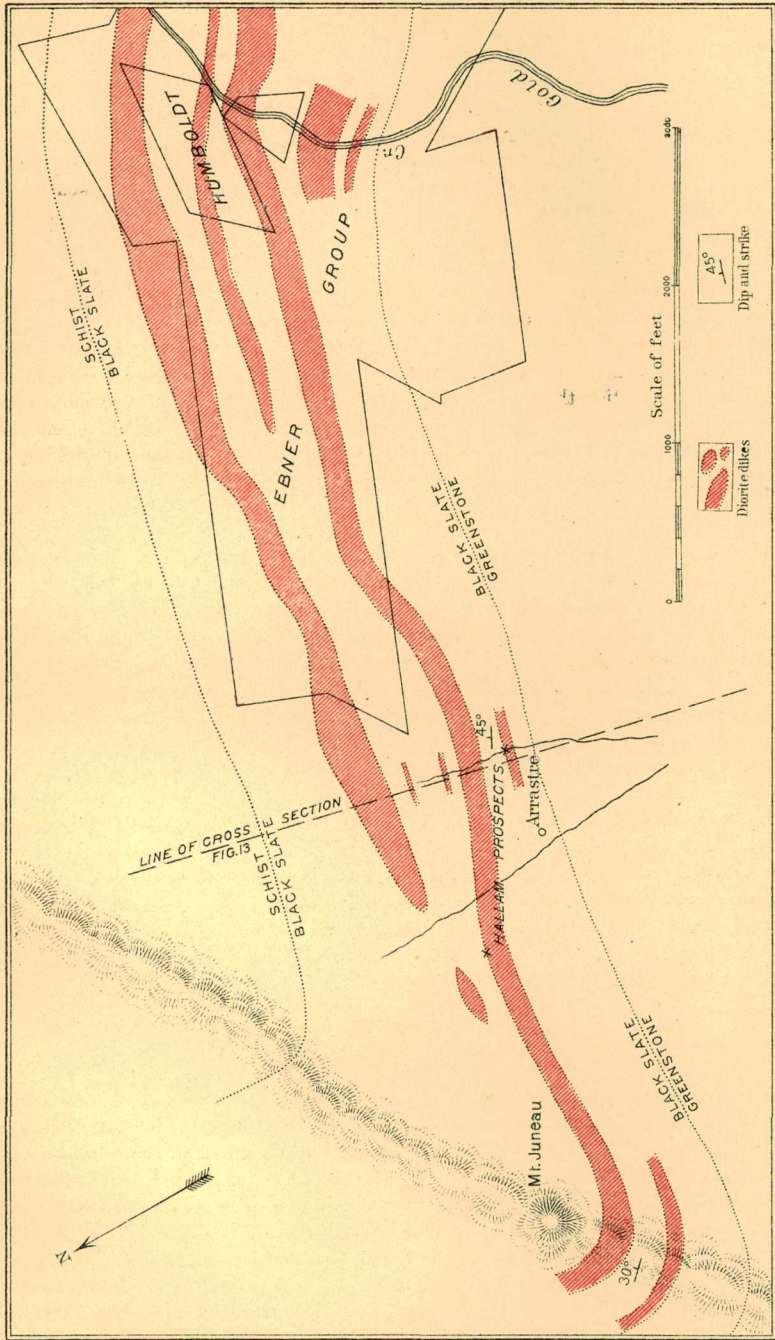 N
Mt. Juneau
30°
BLACK SLATE
GREENSTONE
LINE OF CROSS SECTION
FIG.13
SCHIST
BLACK SLATE
HALLAM PROSPECTS
Arrastre
45°
BLACK SLATE
GREENSTONE
EBNER
GROUP
SCHIST
BLACK SLATE
HUMBOLDT
Gold
Cr.
Scale of feet
0
1000
2000
3000
Diorite dikes
45°
Dip and strike